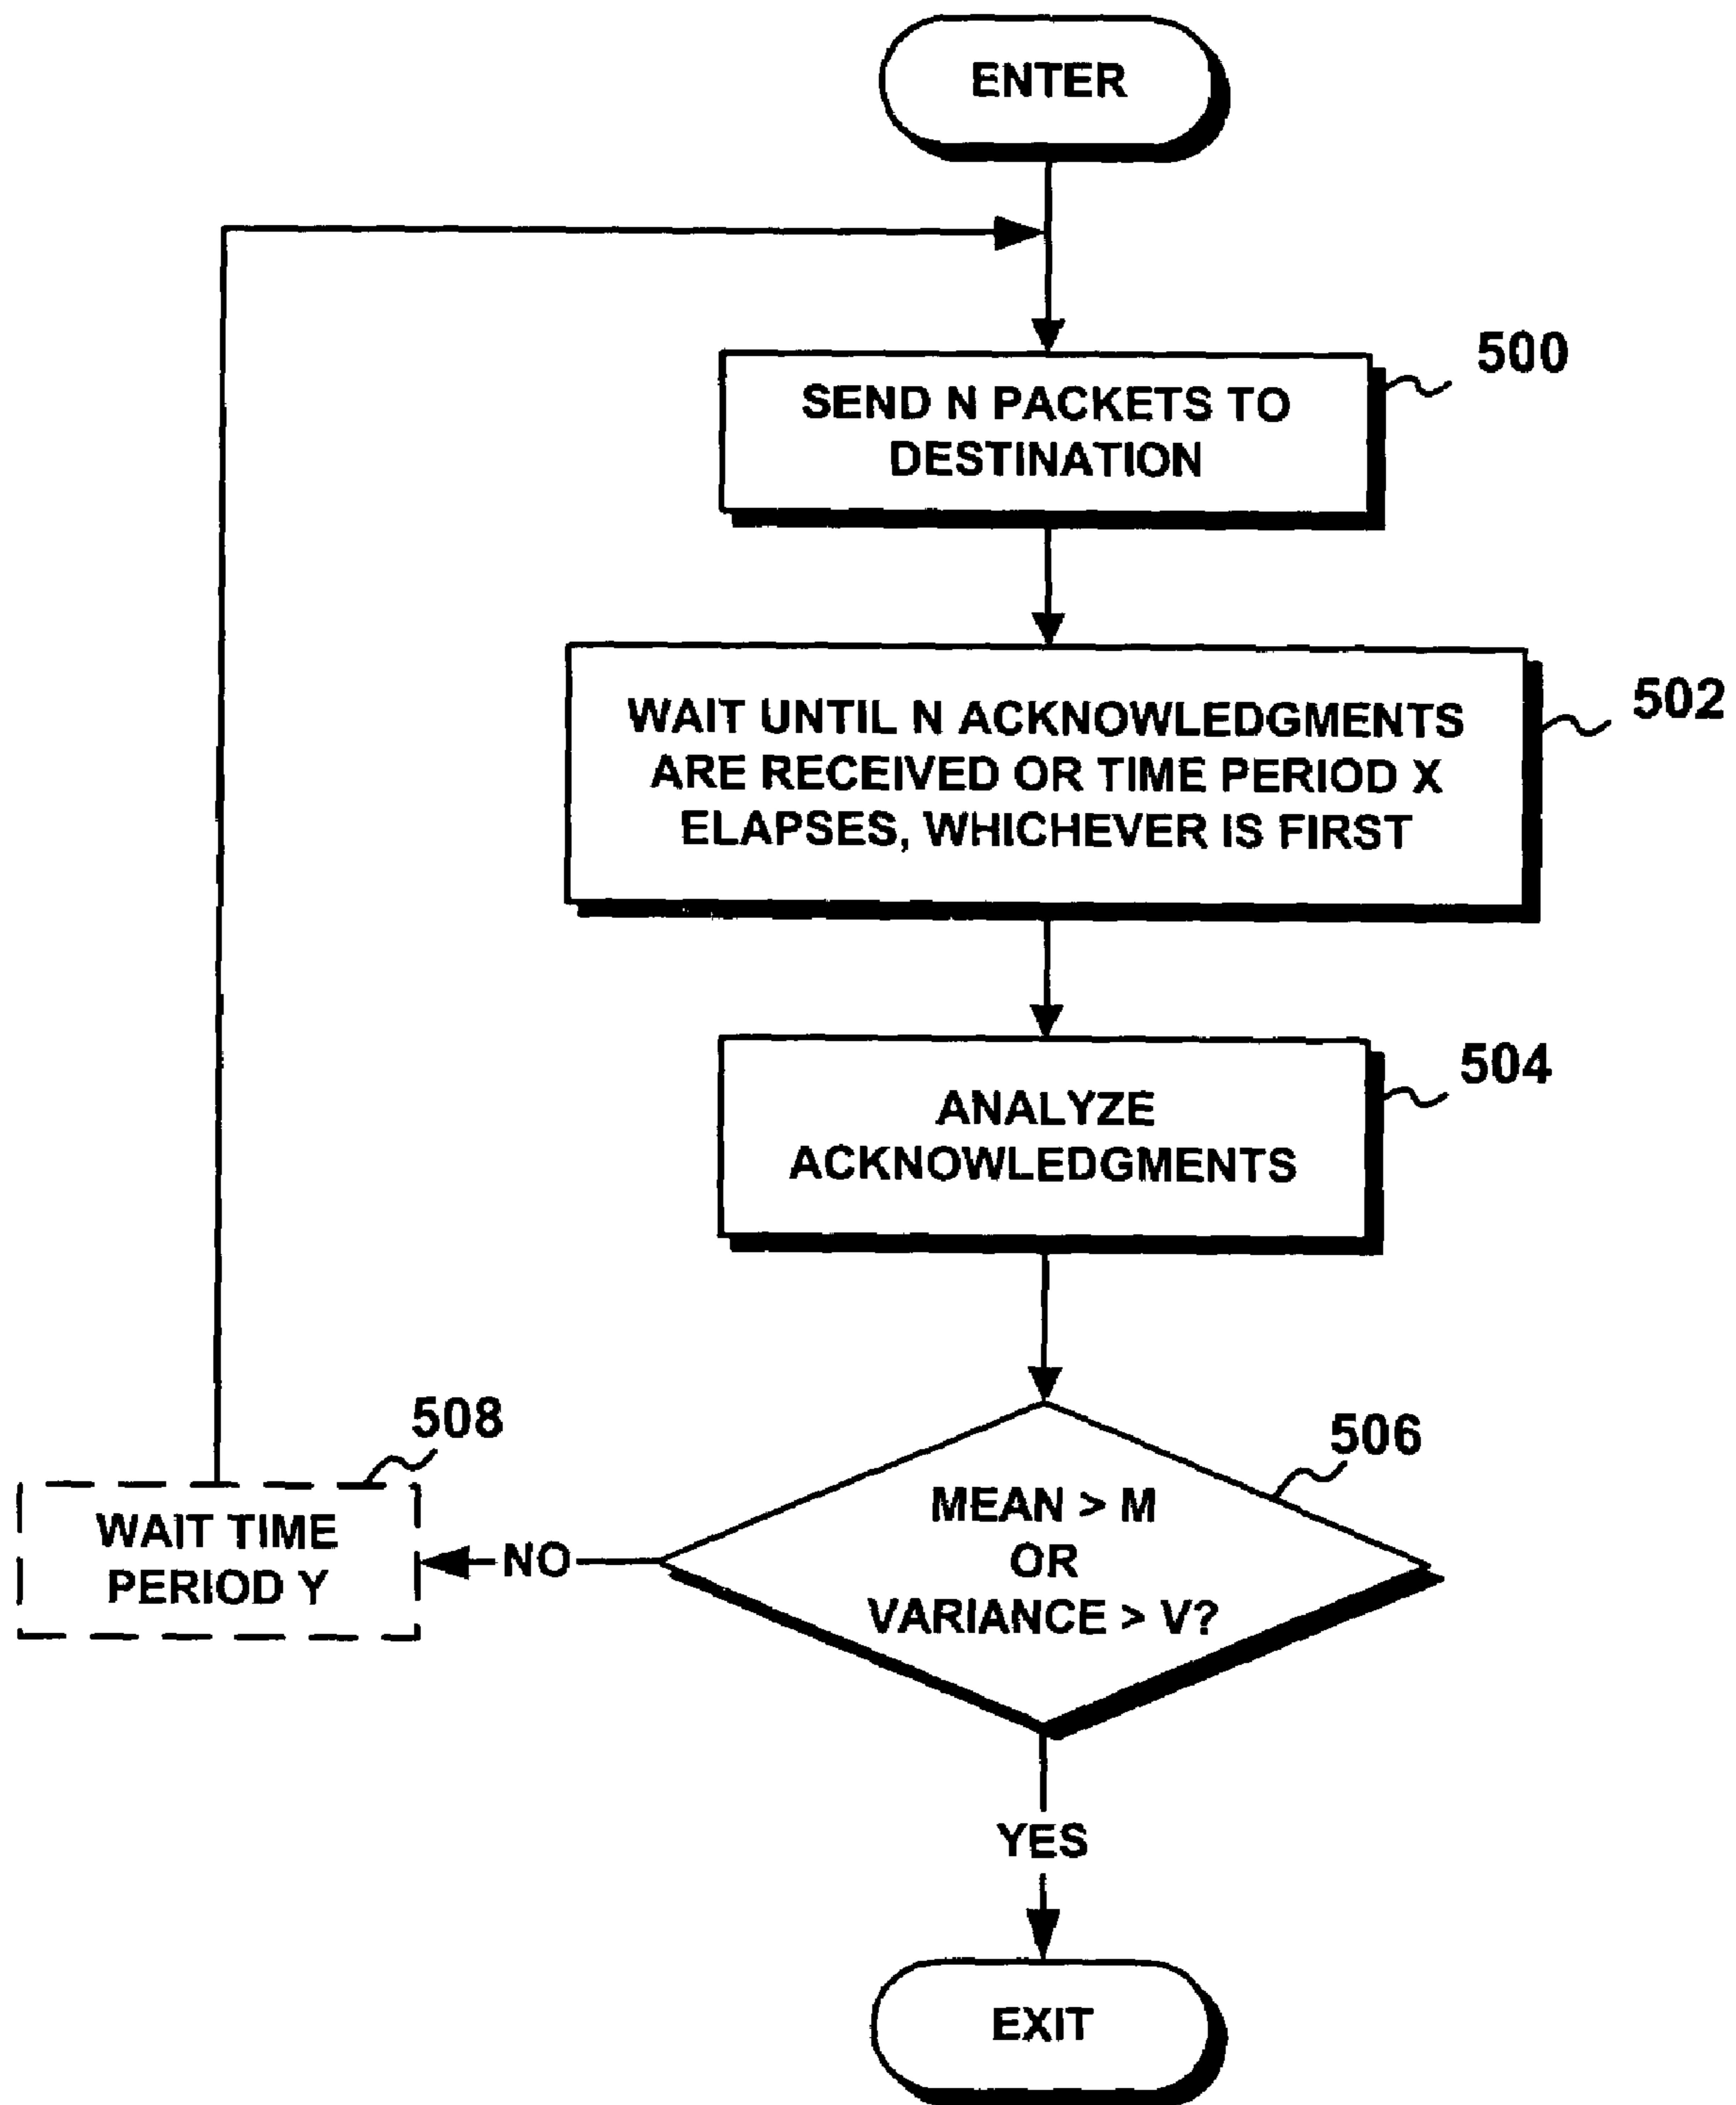 ENTER
500
SEND N PACKETS TO
DESTINATION
502
WAIT UNTIL N ACKNOWLEDGMENTS
ARE RECEIVED OR TIME PERIOD X
ELAPSES, WHICHEVER IS FIRST
504
ANALYZE
ACKNOWLEDGMENTS
506
MEAN > M
OR
VARIANCE > V?
NO
508
WAIT TIME
PERIOD Y
YES
EXIT